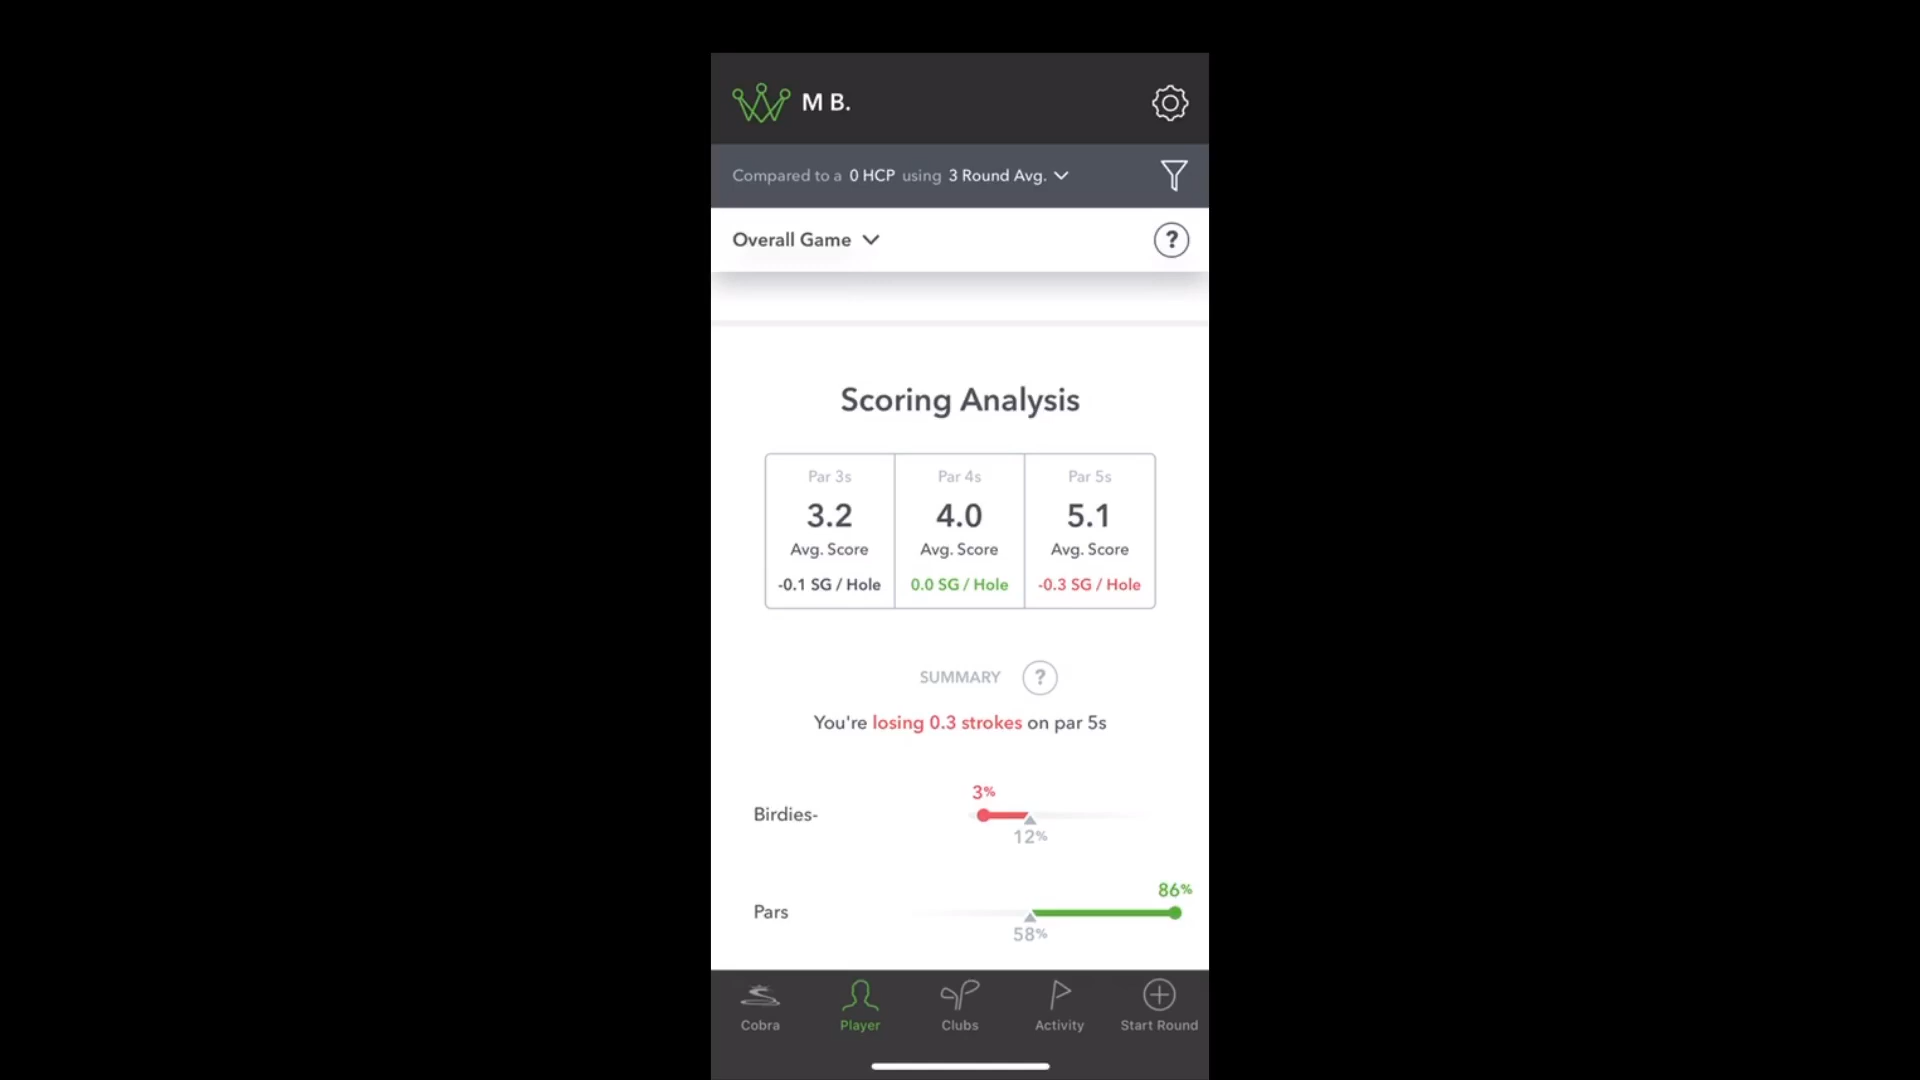 M B.
Compared to a 0 HCP using 3 Round Avg.
Overall Game
?
Scoring Analysis
Par 3s Par 4s Par 5s
3.2 4.0 5.1
Avg. Score Avg. Score Avg. Score
-0.1 SG / Hole 0.0 SG / Hole -0.3 SG / Hole
SUMMARY ?
You're losing 0.3 strokes on par 5s
3%
Birdies-
12%
86%
Pars
58%
Cobra Player Clubs Activity Start Round